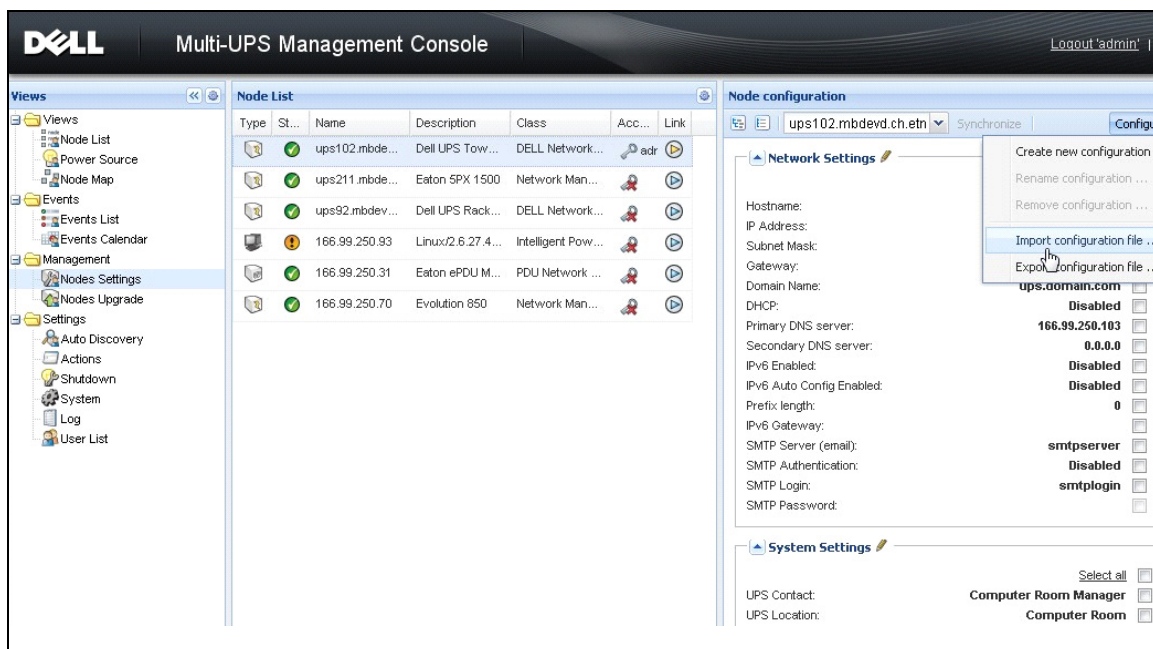 DELL
Multi-UPS Management Console
Logout 'admin' |
Views
Views
Node List
Power Source
Node Map
Events
Events List
Events Calendar
Management
Nodes Settings
Nodes Upgrade
Settings
Auto Discovery
Actions
Shutdown
System
Log
User List
Node List
Type St... Name Description Class Acc... Link
ups102.mbde... Dell UPS Tow... DELL Network... adr
ups211.mbde... Eaton 5PX 1500 Network Man...
ups92.mbdev... Dell UPS Rack... DELL Network...
166.99.250.93 Linux/2.6.27.4... Intelligent Pow...
166.99.250.31 Eaton ePDU M... PDU Network ...
166.99.250.70 Evolution 850 Network Man...
Node configuration
ups102.mbdevd.ch.etn Synchronize Configu
Create new configuration
Rename configuration ...
Remove configuration ...
Import configuration file ..
Export configuration file ..
Network Settings
Hostname:
IP Address:
Subnet Mask:
Gateway:
Domain Name: ups.domain.com
DHCP: Disabled
Primary DNS server: 166.99.250.103
Secondary DNS server: 0.0.0.0
IPv6 Enabled: Disabled
IPv6 Auto Config Enabled: Disabled
Prefix length: 0
IPv6 Gateway:
SMTP Server (email): smtpserver
SMTP Authentication: Disabled
SMTP Login: smtplogin
SMTP Password:
System Settings
Select all
UPS Contact: Computer Room Manager
UPS Location: Computer Room